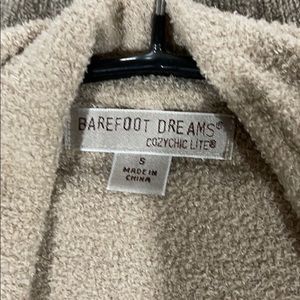 BAREFOOT DREAMS®
COZYCHIC LITE®
S
MADE IN
CHINA